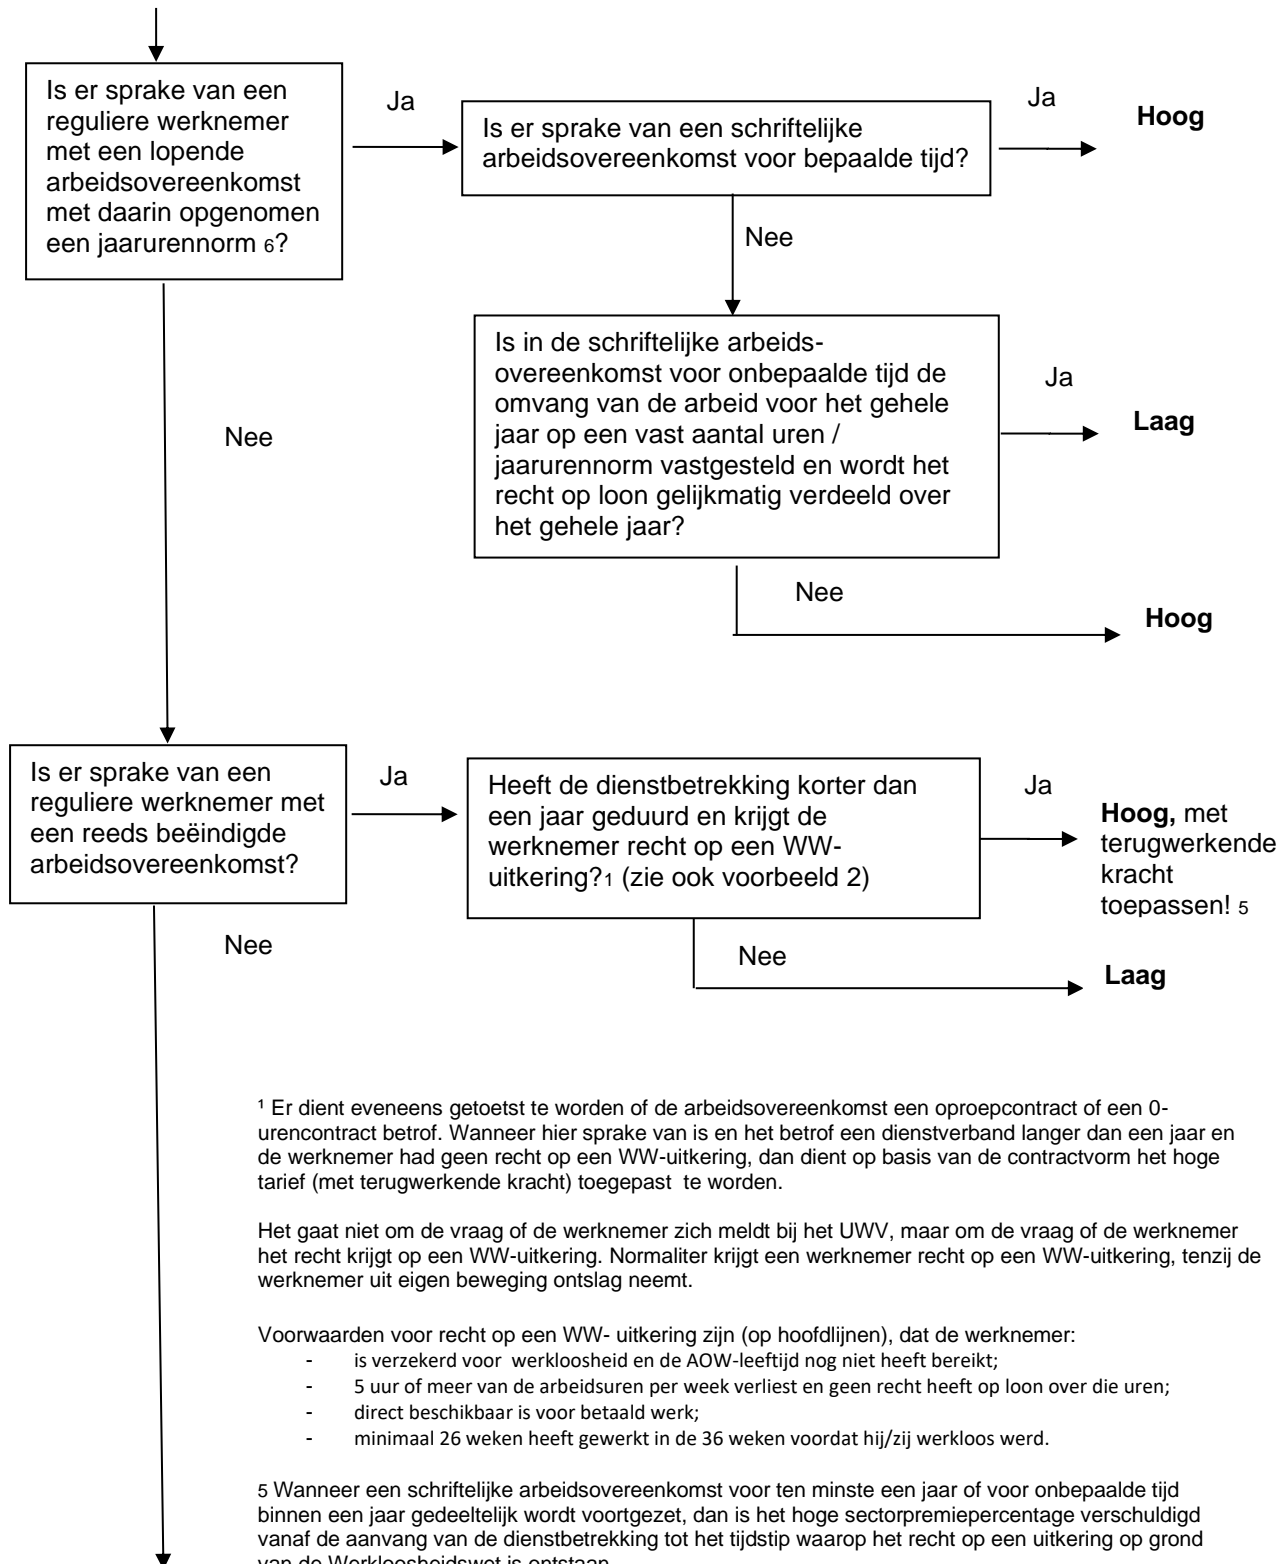 Is er sprake van een
reguliere werknemer
met een lopende
arbeidsovereenkomst
met daarin opgenomen
een jaarurennorm 6?
Ja
Is er sprake van een schriftelijke
arbeidsovereenkomst voor bepaalde tijd?
Ja
Hoog
Nee
Is in de schriftelijke arbeids-
overeenkomst voor onbepaalde tijd de
omvang van de arbeid voor het gehele
jaar op een vast aantal uren /
jaarurennorm vastgesteld en wordt het
recht op loon gelijkmatig verdeeld over
het gehele jaar?
Ja
Laag
Nee
Nee
Hoog
Is er sprake van een
reguliere werknemer met
een reeds beëindigde
arbeidsovereenkomst?
Ja
Heeft de dienstbetrekking korter dan
een jaar geduurd en krijgt de
werknemer recht op een WW-
uitkering?1 (zie ook voorbeeld 2)
Ja
Hoog, met
terugwerkende
kracht
toepassen! 5
Nee
Nee
Laag
¹ Er dient eveneens getoetst te worden of de arbeidsovereenkomst een oproepcontract of een 0-
urencontract betrof. Wanneer hier sprake van is en het betrof een dienstverband langer dan een jaar en
de werknemer had geen recht op een WW-uitkering, dan dient op basis van de contractvorm het hoge
tarief (met terugwerkende kracht) toegepast  te worden.
Het gaat niet om de vraag of de werknemer zich meldt bij het UWV, maar om de vraag of de werknemer
het recht krijgt op een WW-uitkering. Normaliter krijgt een werknemer recht op een WW-uitkering, tenzij de
werknemer uit eigen beweging ontslag neemt.
Voorwaarden voor recht op een WW- uitkering zijn (op hoofdlijnen), dat de werknemer:
- is verzekerd voor  werkloosheid en de AOW-leeftijd nog niet heeft bereikt;
- 5 uur of meer van de arbeidsuren per week verliest en geen recht heeft op loon over die uren;
- direct beschikbaar is voor betaald werk;
- minimaal 26 weken heeft gewerkt in de 36 weken voordat hij/zij werkloos werd.
5 Wanneer een schriftelijke arbeidsovereenkomst voor ten minste een jaar of voor onbepaalde tijd
binnen een jaar gedeeltelijk wordt voortgezet, dan is het hoge sectorpremiepercentage verschuldigd
vanaf de aanvang van de dienstbetrekking tot het tijdstip waarop het recht op een uitkering op grond
van de Werkloosheidswet is ontstaan